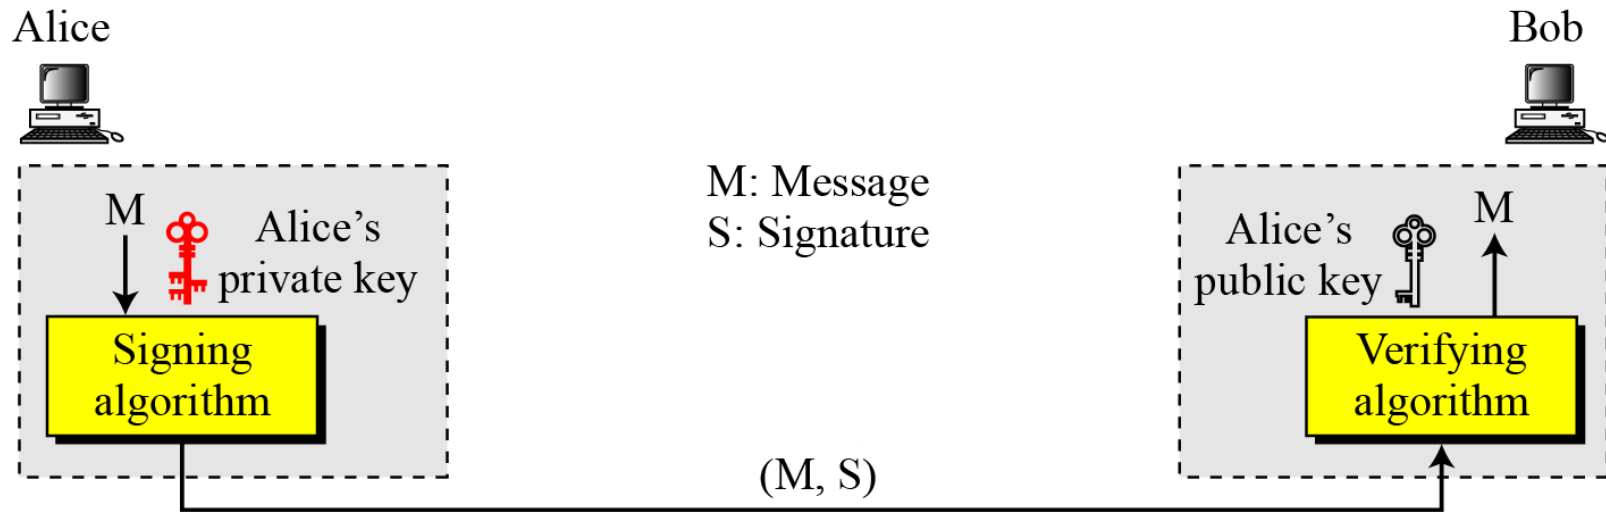 Alice
Bob
M: Message
S: Signature
M
Alice’s
private key
Signing
algorithm
(M, S)
Alice’s
public key
M
Verifying
algorithm